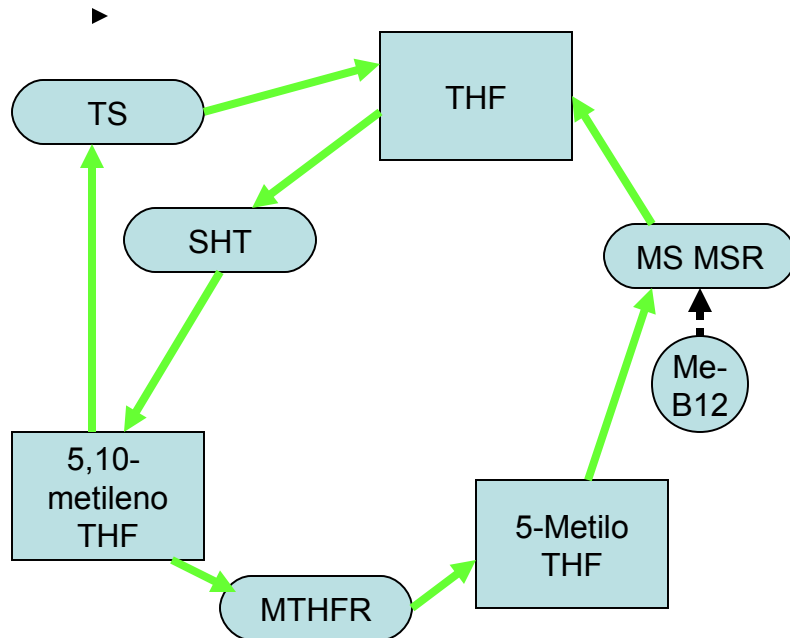 THF
TS
SHT
MS MSR
Me-
B12
5,10-
metileno
THF
5-Metilo
THF
MTHFR